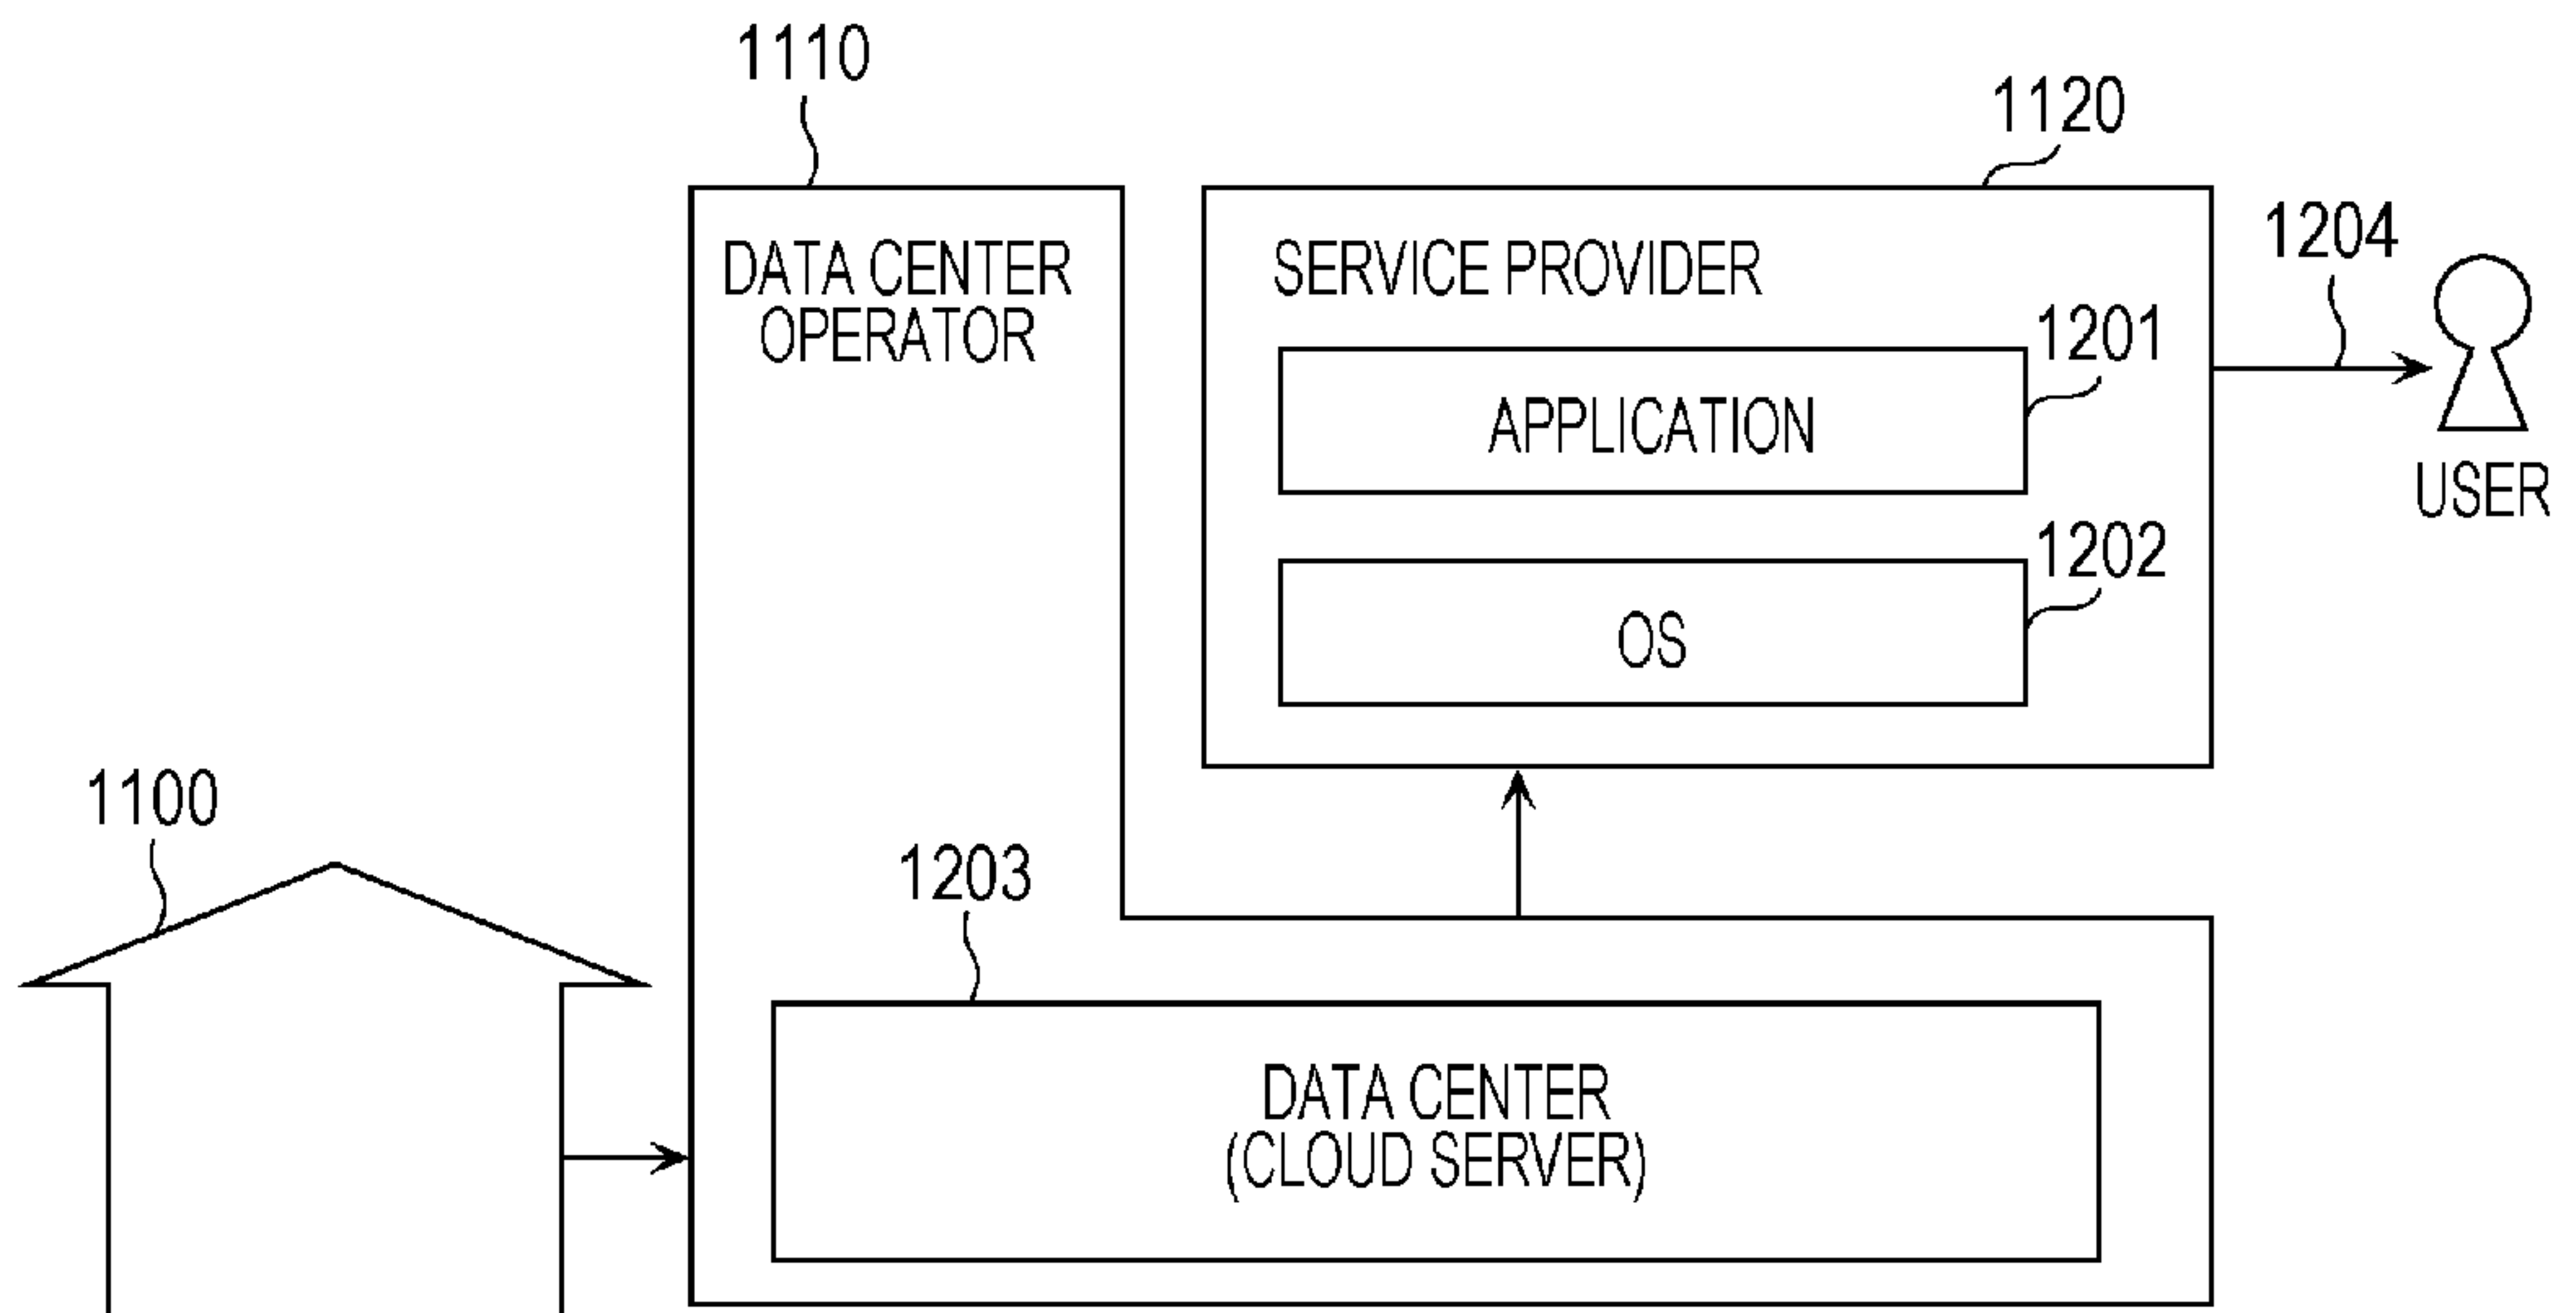 1110
1120
DATA CENTER
OPERATOR
SERVICE PROVIDER
1204
1201
APPLICATION
USER
1202
OS
1100
1203
DATA CENTER
(CLOUD SERVER)